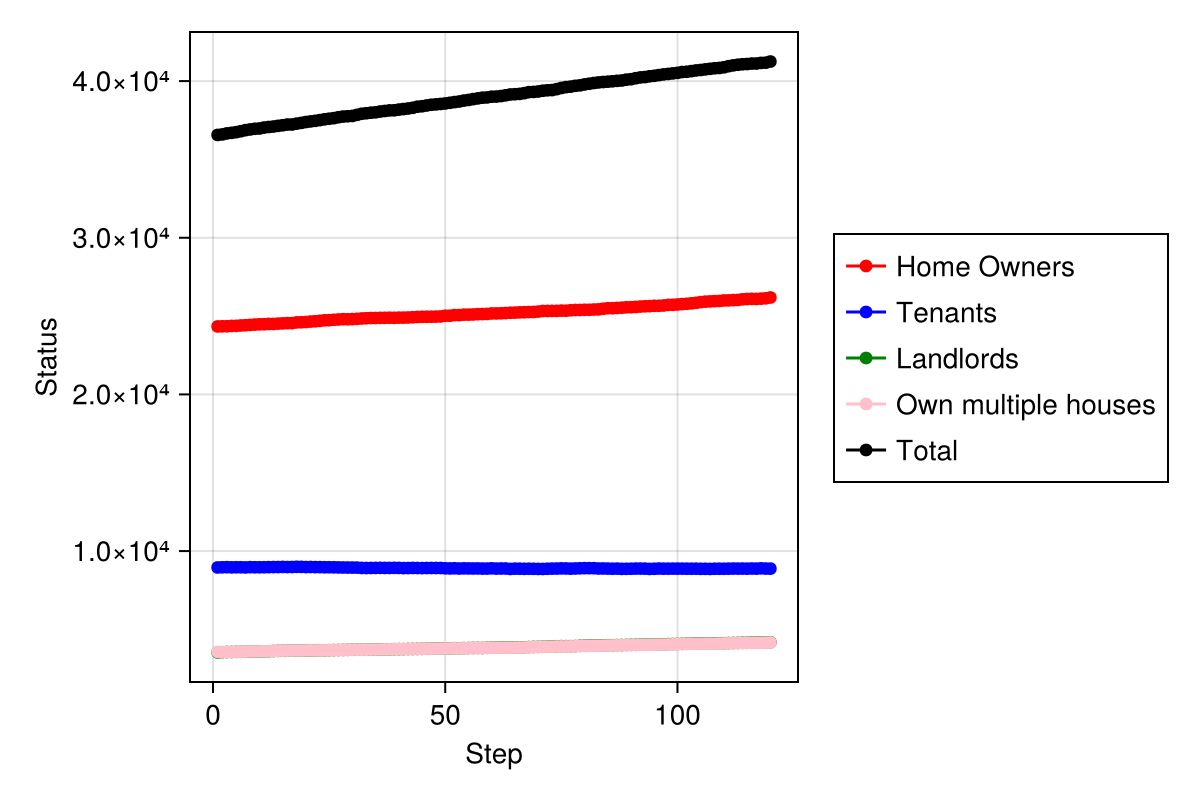 4.0×10⁴
3.0×10⁴
2.0×10⁴
1.0×10⁴
Status
0 50 100
Step
Home Owners
Tenants
Landlords
Own multiple houses
Total